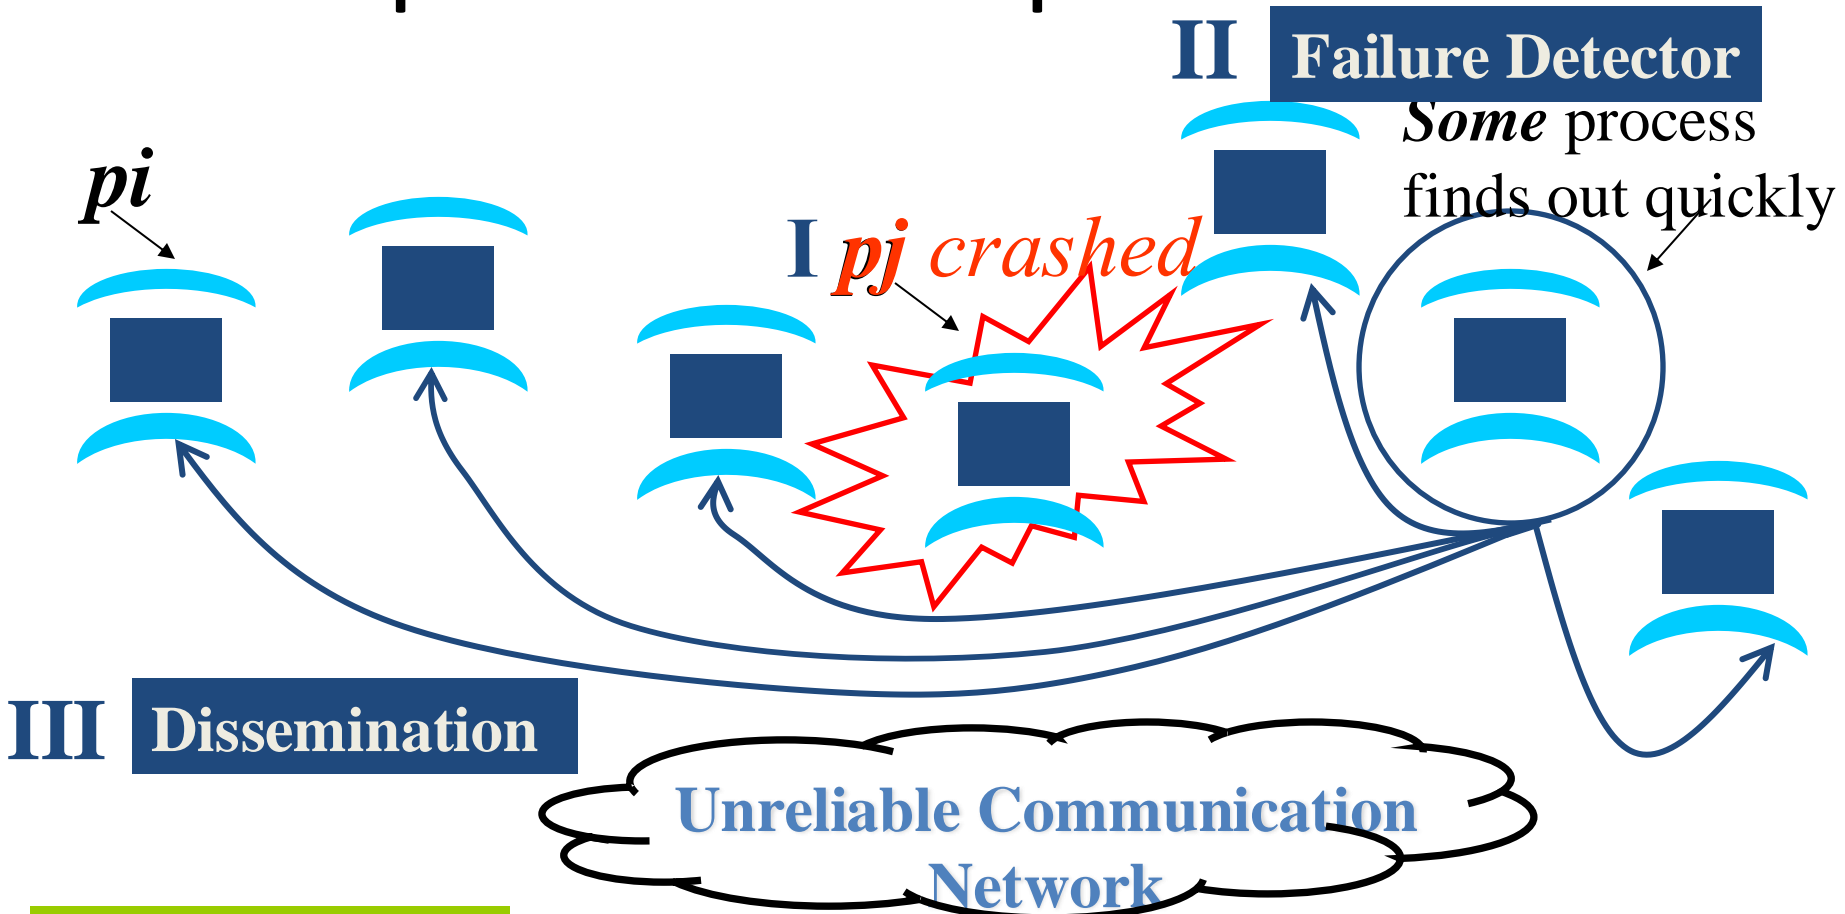 II Failure Detector
Some process
finds out quickly
pi
I pj crashed
III Dissemination
Unreliable Communication
Network